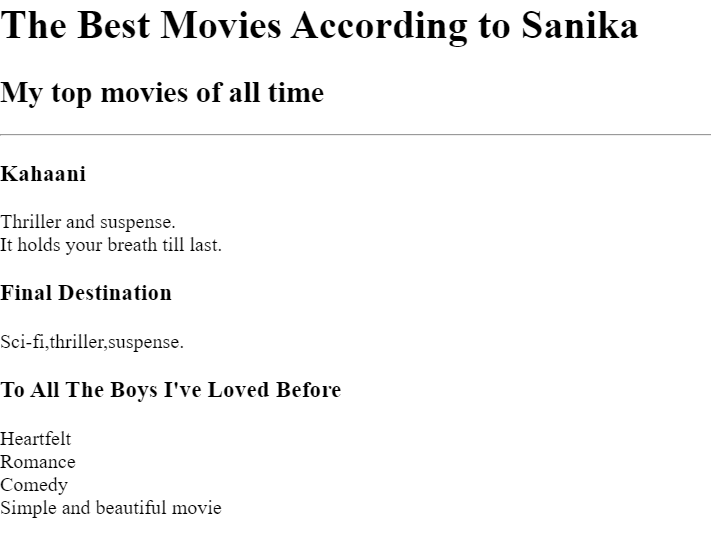 The Best Movies According to Sanika
My top movies of all time
Kahaani
Thriller and suspense.
It holds your breath till last.
Final Destination
Sci-fi,thriller,suspense.
To All The Boys I've Loved Before
Heartfelt
Romance
Comedy
Simple and beautiful movie